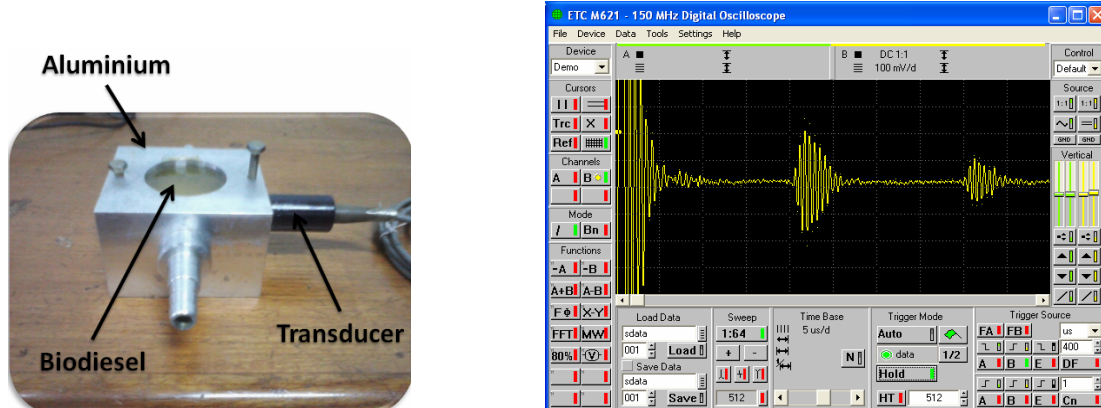 Aluminium
Transducer
Biodiesel
ETC M621 - 150 MHz Digital Oscilloscope
File Device Data Tools Settings Help
Device
Demo
A
B DC 1:1
100 mV/d
Control
Default
Cursors
Trc X
Ref
Channels
A B
Mode
/ Bn
Functions
-A -B
A+B A-B
F Φ X-Y
FFT MW
80% -V-
Source
1:1 1:1
GND GND
Vertical
Load Data
sdata
001 Load
Save Data
sdata
001 Save
Sweep
1:64
+ -
512
Time Base
5 us/d
N
Trigger Mode
Auto
data 1/2
Hold
HT 512
Trigger Source
FA FB us
400
A B E DF
1
A B E Cn